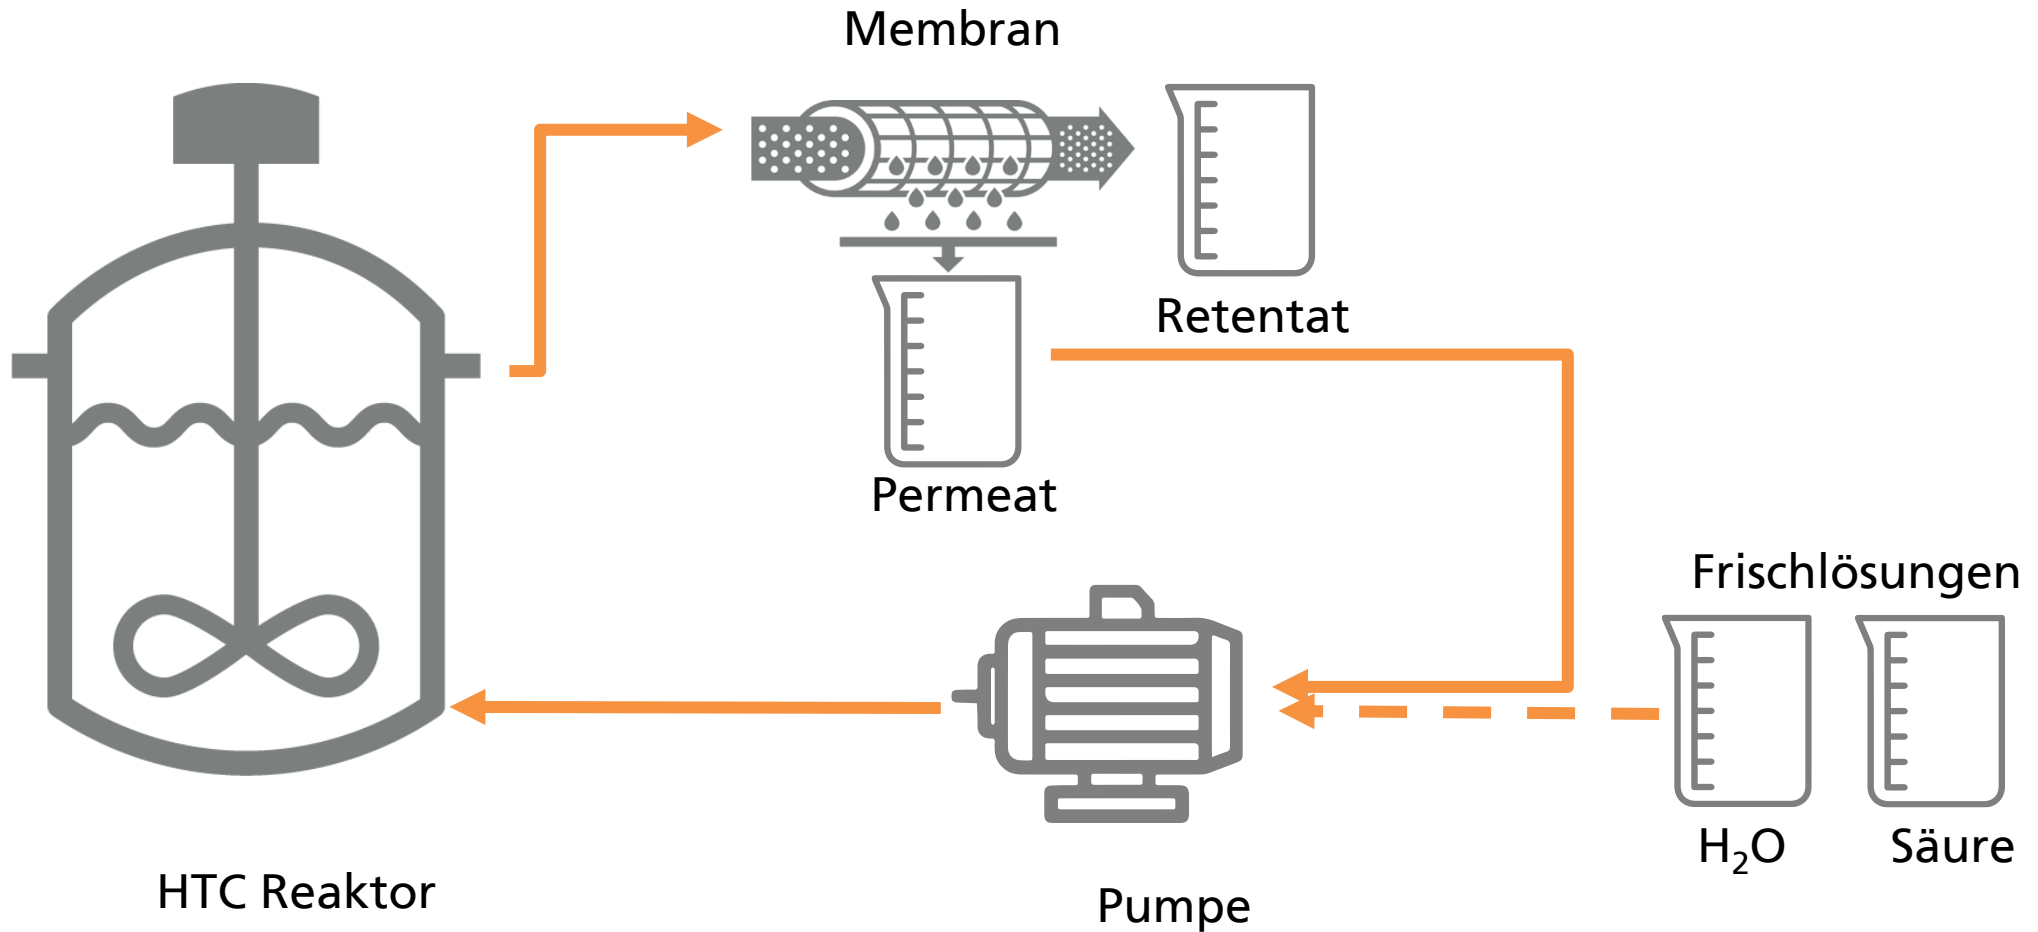 Membran
Retentat
Permeat
Frischlösungen
H₂O
Säure
HTC Reaktor
Pumpe